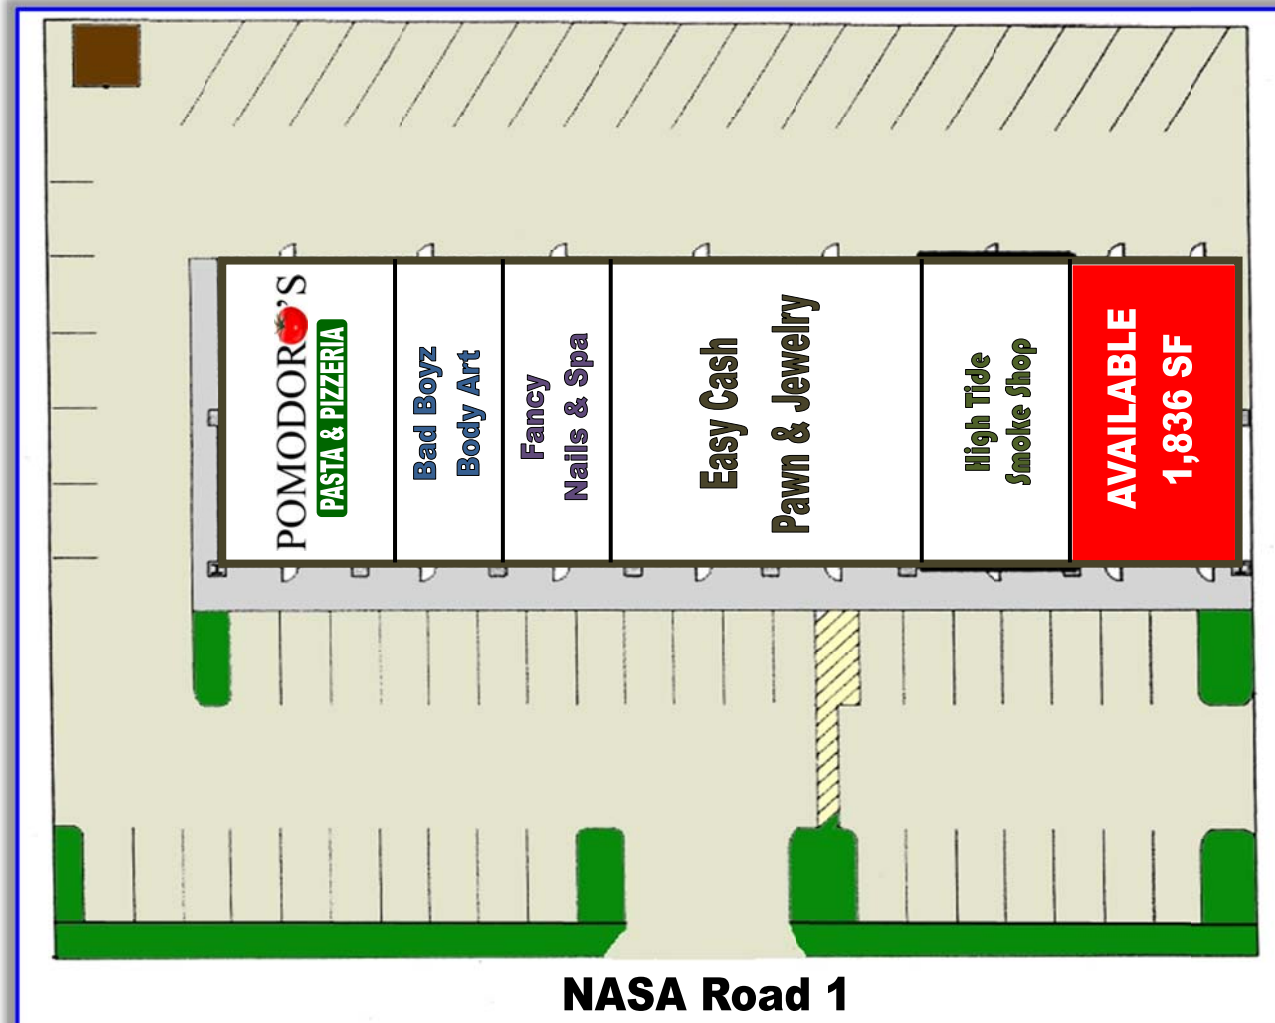 POMODORO'S
PASTA & PIZZERIA
Bad Boyz
Body Art
Fancy
Nails & Spa
Easy Cash
Pawn & Jewelry
High Tide
Smoke Shop
AVAILABLE
1,836 SF
NASA Road 1